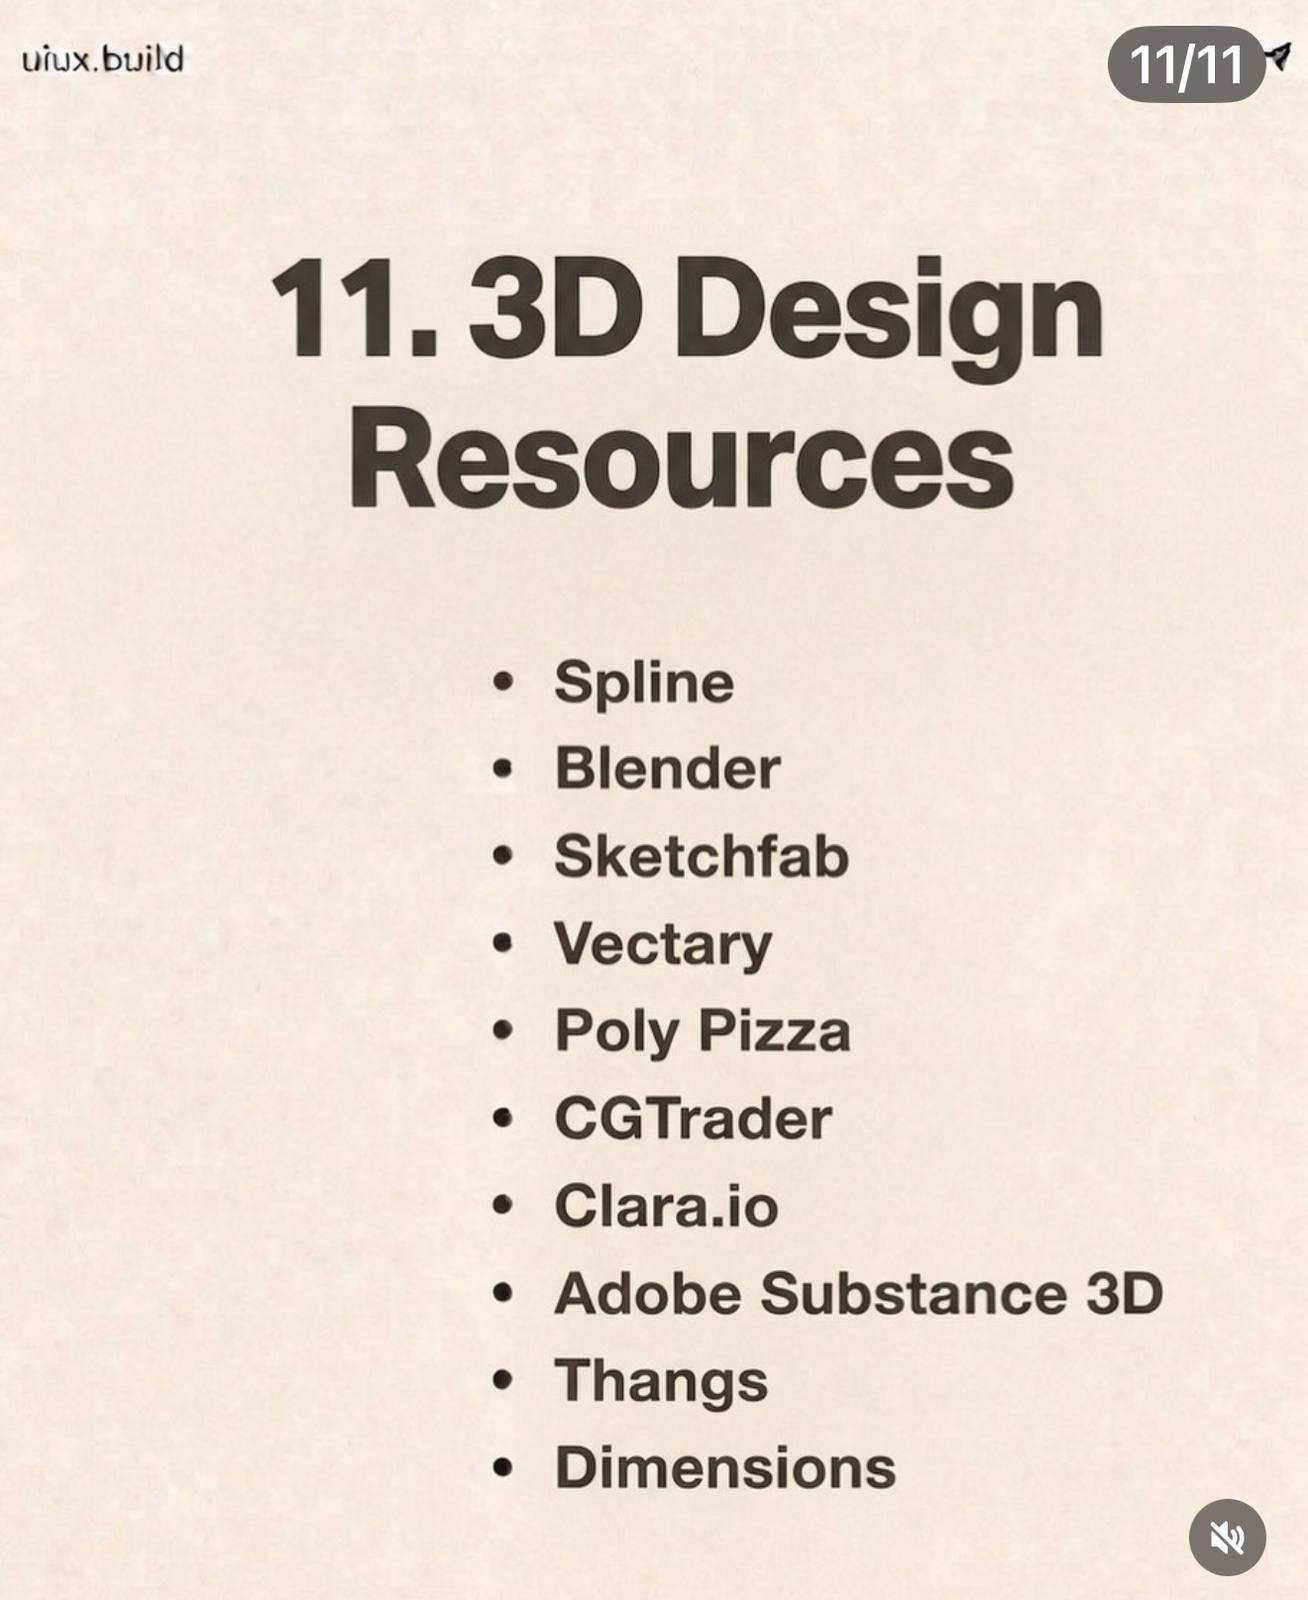 uiux.build
11/11
11. 3D Design
Resources
• Spline
• Blender
• Sketchfab
• Vectary
• Poly Pizza
• CGTrader
• Clara.io
• Adobe Substance 3D
• Thangs
• Dimensions